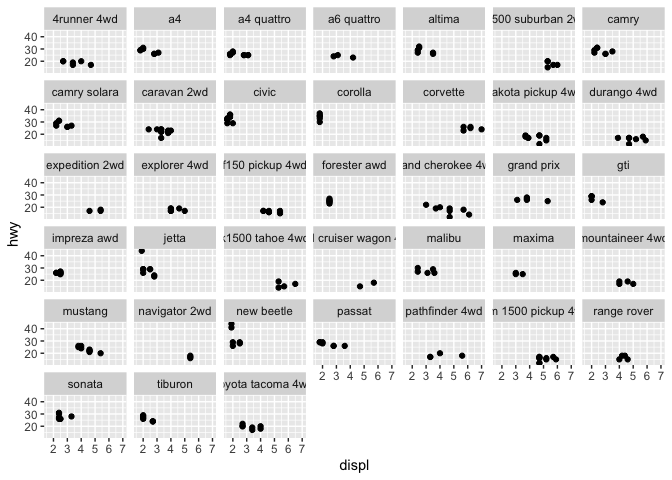 4runner 4wd a4 a4 quattro a6 quattro altima 500 suburban 2w camry
40
30
20
camry solara caravan 2wd civic corolla corvette akota pickup 4w durango 4wd
40
30
20
expedition 2wd explorer 4wd f150 pickup 4wd forester awd and cherokee 4w grand prix gti
40
30
20
hwy
impreza awd jetta k1500 tahoe 4wd cruiser wagon malibu maxima mountaineer 4wd
40
30
20
mustang navigator 2wd new beetle passat pathfinder 4wd 1500 pickup range rover
40
30
20
2 3 4 5 6 7 2 3 4 5 6 7 2 3 4 5 6 7 2 3 4 5 6 7
sonata tiburon oyota tacoma 4w
40
30
20
2 3 4 5 6 7 2 3 4 5 6 7 2 3 4 5 6 7
displ